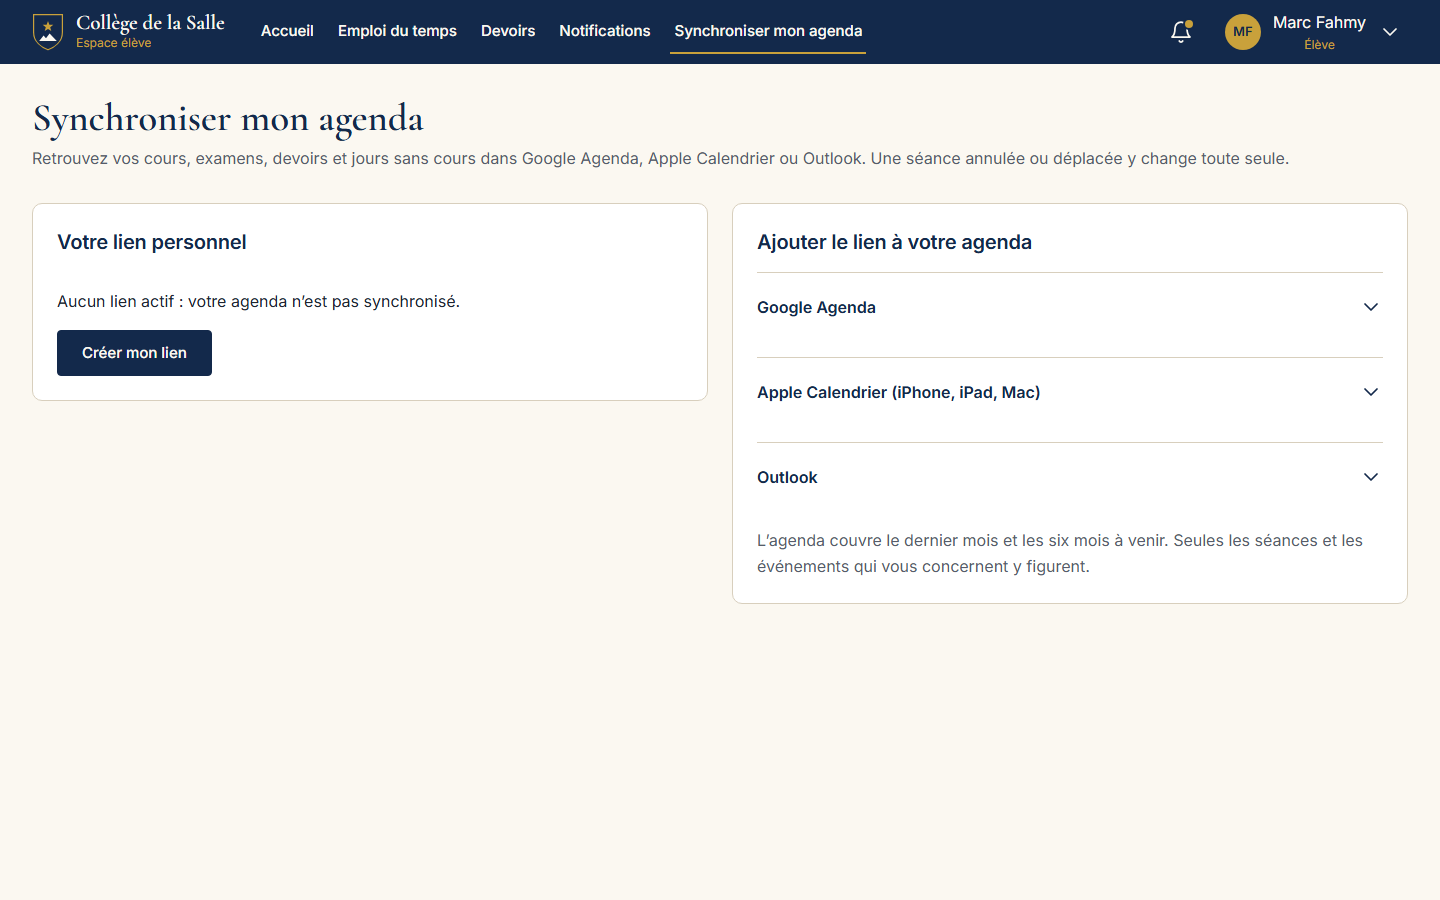 Collège de la Salle
Espace élève
Accueil
Emploi du temps
Devoirs
Notifications
Synchroniser mon agenda
MF
Marc Fahmy
Élève
Synchroniser mon agenda
Retrouvez vos cours, examens, devoirs et jours sans cours dans Google Agenda, Apple Calendrier ou Outlook. Une séance annulée ou déplacée y change toute seule.
Votre lien personnel
Aucun lien actif : votre agenda n’est pas synchronisé.
Créer mon lien
Ajouter le lien à votre agenda
Google Agenda
Apple Calendrier (iPhone, iPad, Mac)
Outlook
L’agenda couvre le dernier mois et les six mois à venir. Seules les séances et les
événements qui vous concernent y figurent.